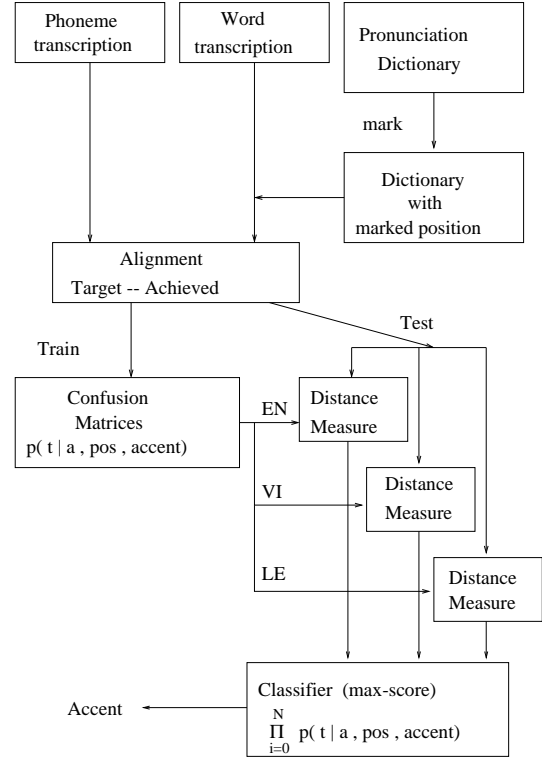 Phoneme
transcription
Word
transcription
Pronunciation
Dictionary
mark
Dictionary
with
marked position
Alignment
Target -- Achieved
Test
Train
Confusion
Matrices
p( t | a , pos , accent)
EN
Distance
Measure
VI
Distance
Measure
LE
Distance
Measure
Classifier (max-score)
N
Π p( t | a , pos , accent)
i=0
Accent